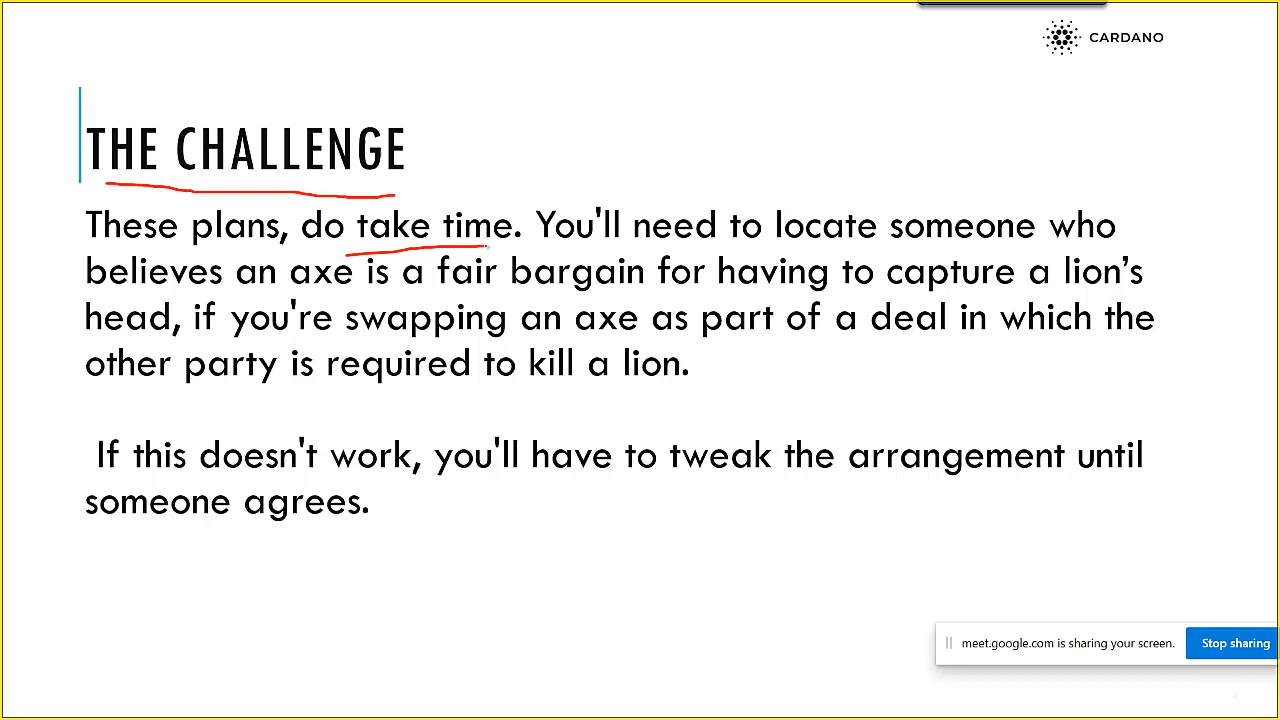 CARDANO
THE CHALLENGE
These plans, do take time. You'll need to locate someone who
believes an axe is a fair bargain for having to capture a lion’s
head, if you're swapping an axe as part of a deal in which the
other party is required to kill a lion.
If this doesn't work, you'll have to tweak the arrangement until
someone agrees.
meet.google.com is sharing your screen.
Stop sharing